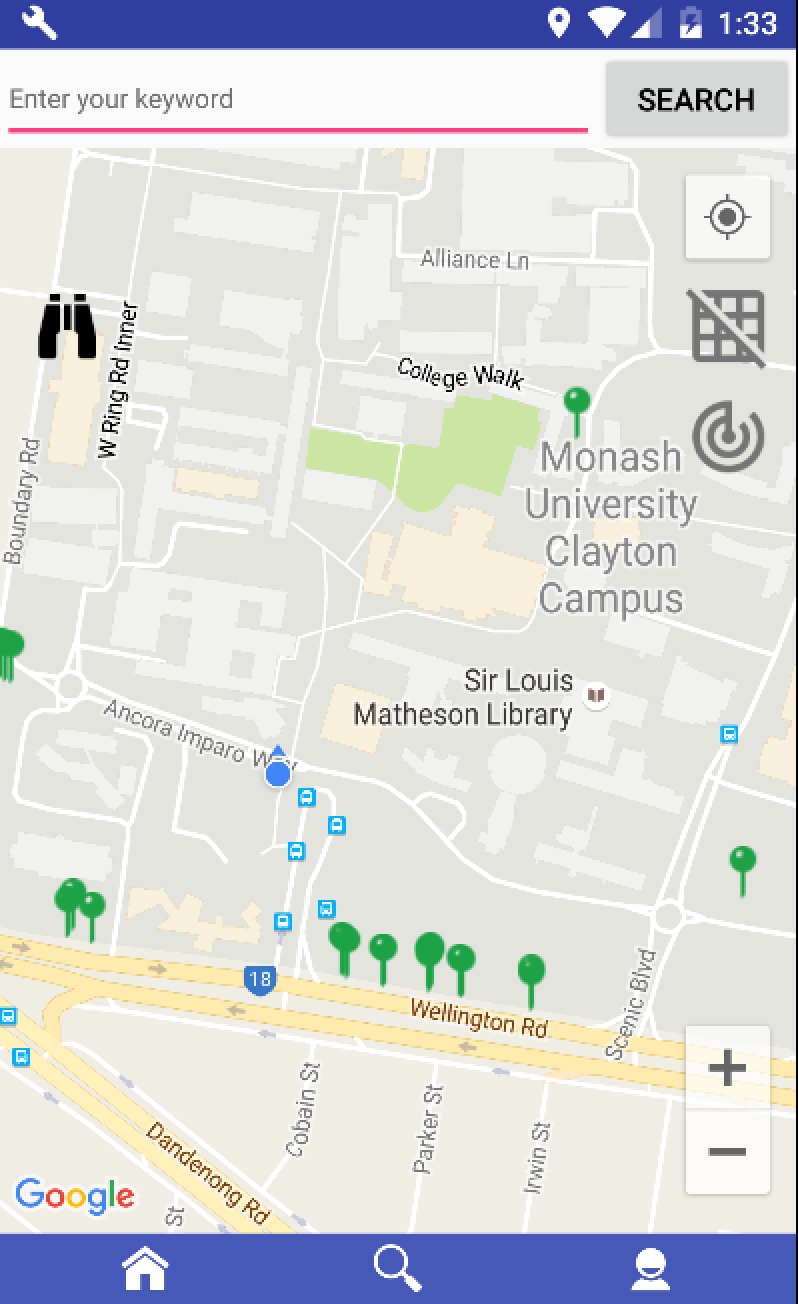 1:33
Enter your keyword
SEARCH
Alliance Ln
W Ring Rd Inner
College Walk
Boundary Rd
Monash
University
Clayton
Campus
Sir Louis
Matheson Library
Ancora Imparo Way
18
Wellington Rd
Scenic Blvd
Cobain St
Parker St
Irwin St
Dandenong Rd
Google
St